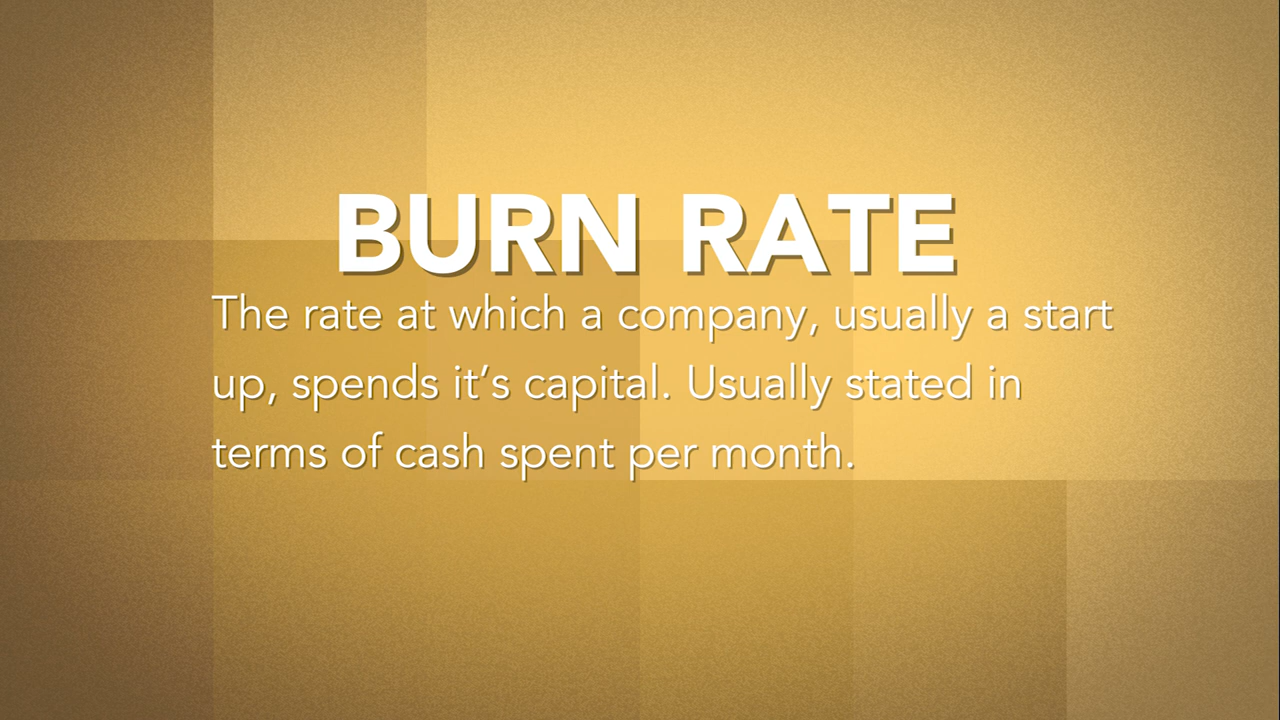 BURN RATE
The rate at which a company, usually a start
up, spends it’s capital. Usually stated in
terms of cash spent per month.